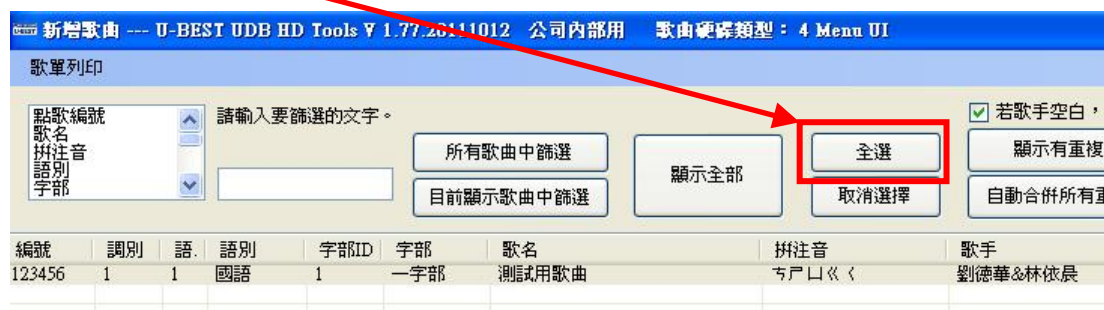 新增歌曲 --- U-BEST UDB HD Tools V 1.77.20111012 公司內部用 歌曲硬碟類型：4 Menu UI
歌單列印
點歌編號
歌名
拼注音
語別
字部
請輸入要篩選的文字。
所有歌曲中篩選
目前顯示歌曲中篩選
顯示全部
全選
取消選擇
若歌手空白，
顯示有重複
自動合併所有重
編號 調別 語. 語別 字部ID 字部 歌名 拼注音 歌手
123456 1 1 國語 1 一字部 測試用歌曲 ㄘㄕㄩㄍㄑ 劉德華&林依晨